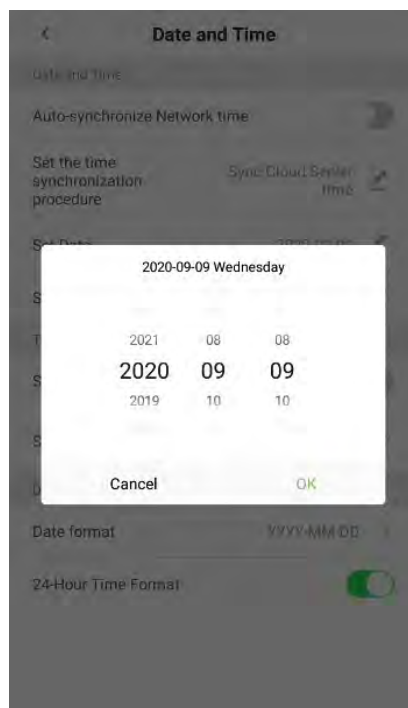 Date and Time
Date and Time
Auto-synchronize Network time
Set the time
synchronization
procedure
Sync Cloud Server
time
Set Date
2020-09-09 Wednesday
2021 08 08
2020 09 09
2019 10 10
Cancel OK
Date format YYYY-MM-DD
24-Hour Time Format